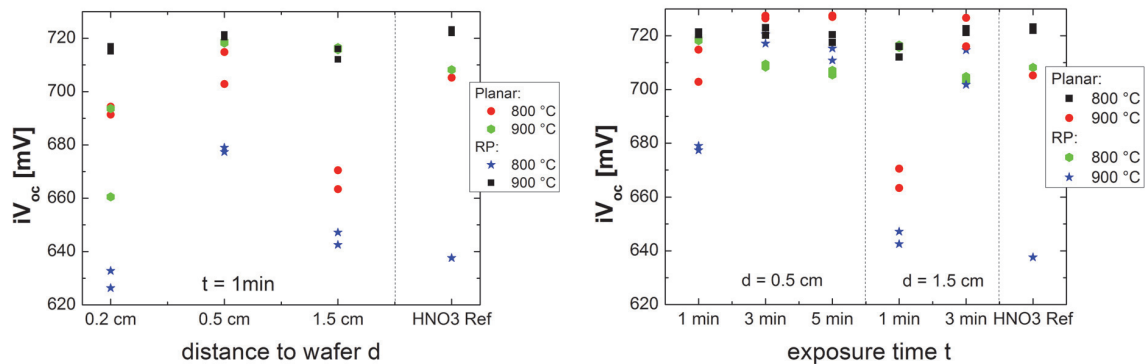 720
700
680
660
640
620
iV_oc [mV]
t = 1min
0.2 cm
0.5 cm
1.5 cm
HNO3 Ref
distance to wafer d
Planar:
800 °C
900 °C
RP:
800 °C
900 °C
720
700
680
660
640
620
iV_oc [mV]
d = 0.5 cm
d = 1.5 cm
1 min
3 min
5 min
1 min
3 min
HNO3 Ref
exposure time t
Planar:
800 °C
900 °C
RP:
800 °C
900 °C